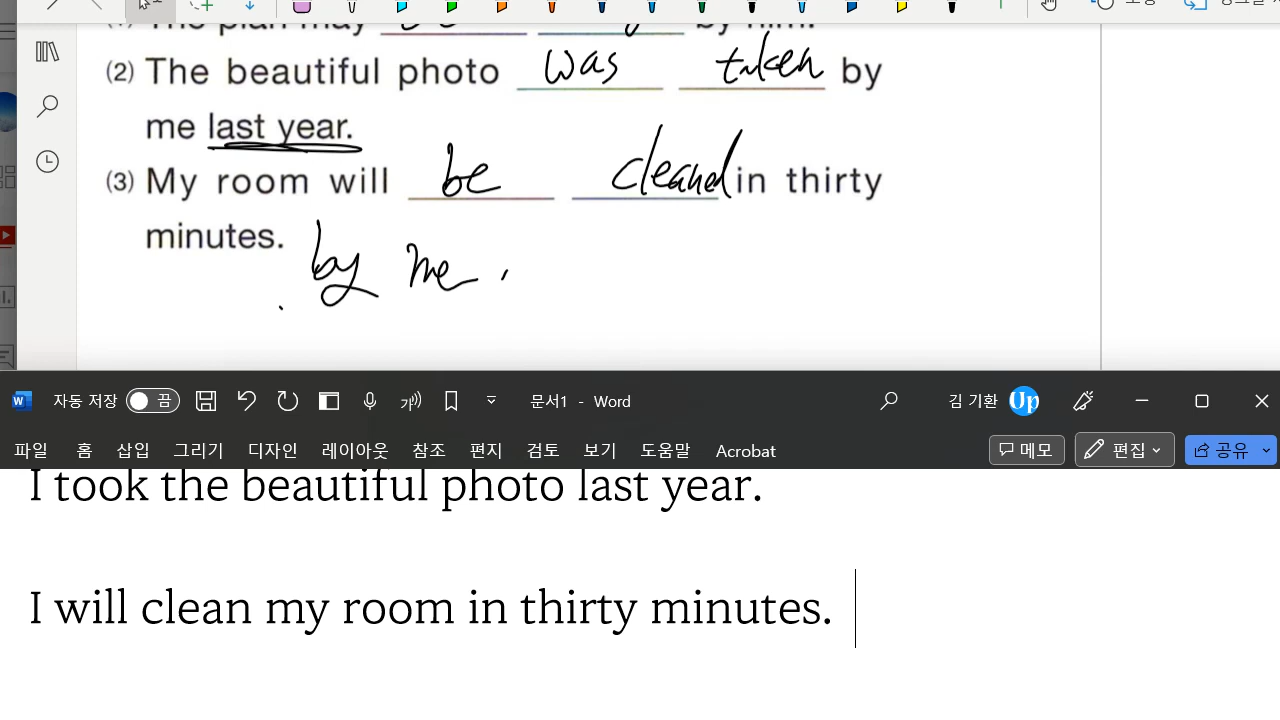 The plan may be by him.
(2) The beautiful photo was taken by
me last year.
(3) My room will be cleaned in thirty
minutes. by me.
자동 저장 끔 가)) 문서1 - Word 김 기환 Up
파일 홈 삽입 그리기 디자인 레이아웃 참조 편지 검토 보기 도움말 Acrobat 메모 편집 공유
I took the beautiful photo last year.
I will clean my room in thirty minutes.